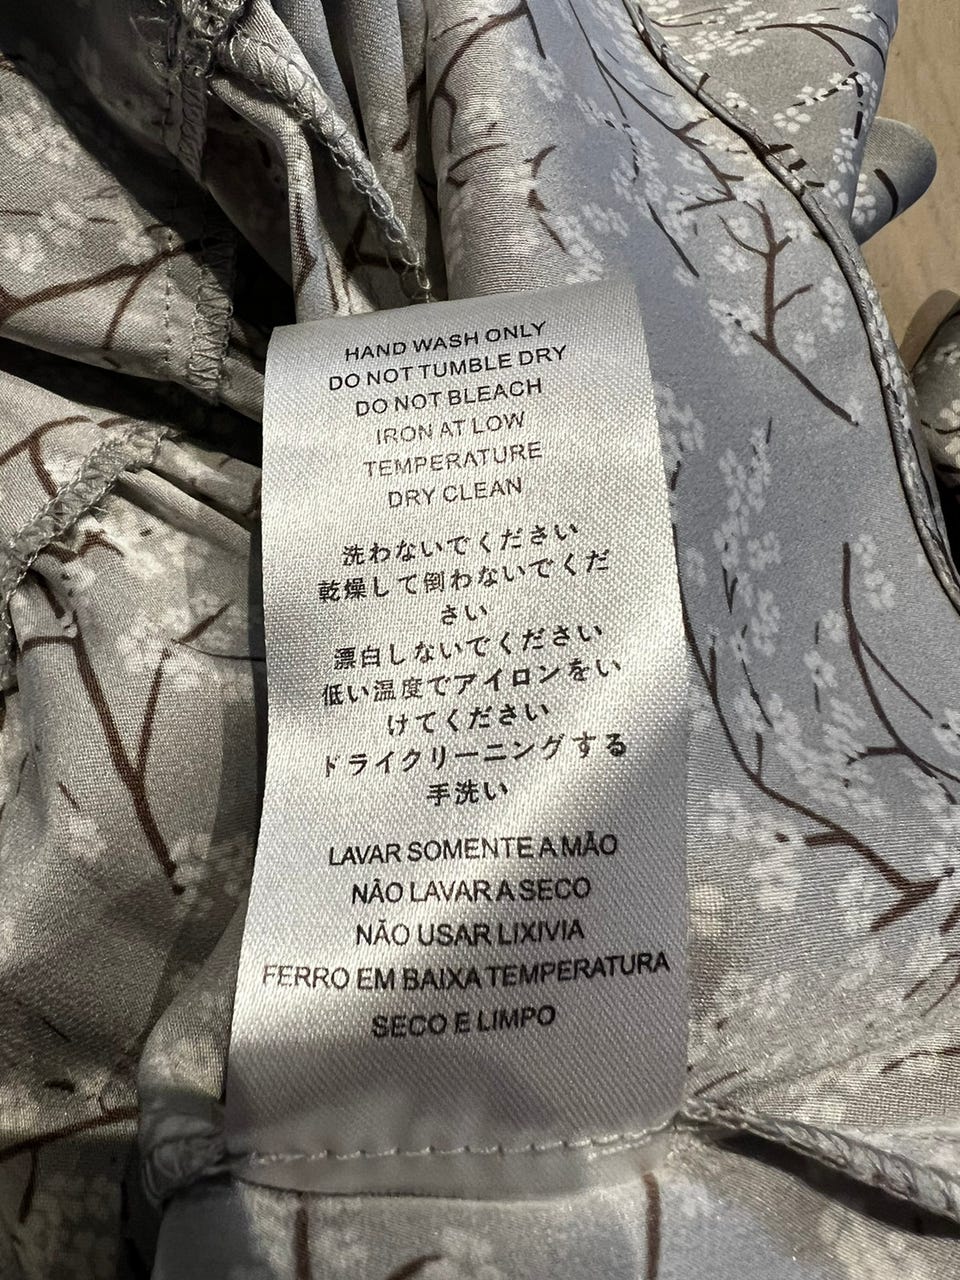 HAND WASH ONLY
DO NOT TUMBLE DRY
DO NOT BLEACH
IRON AT LOW
TEMPERATURE
DRY CLEAN
洗わないでください
乾燥して倒わないでくだ
さい
漂白しないでください
低い温度でアイロンをい
けてください
ドライクリーニングする
手洗い
LAVAR SOMENTE A MÃO
NÃO LAVAR A SECO
NÃO USAR LIXIVIA
FERRO EM BAIXA TEMPERATURA
SECO E LIMPO